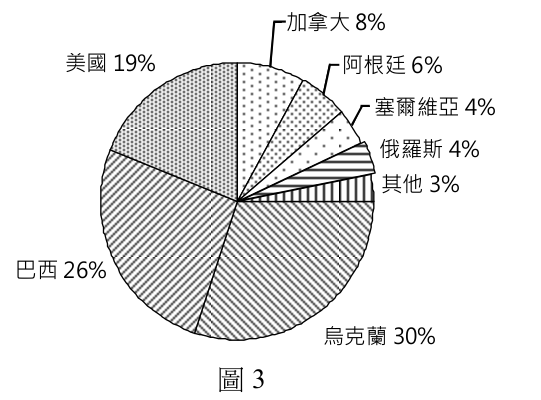 加拿大 8%
美國 19%
阿根廷 6%
塞爾維亞 4%
俄羅斯 4%
其他 3%
巴西 26%
烏克蘭 30%
圖 3